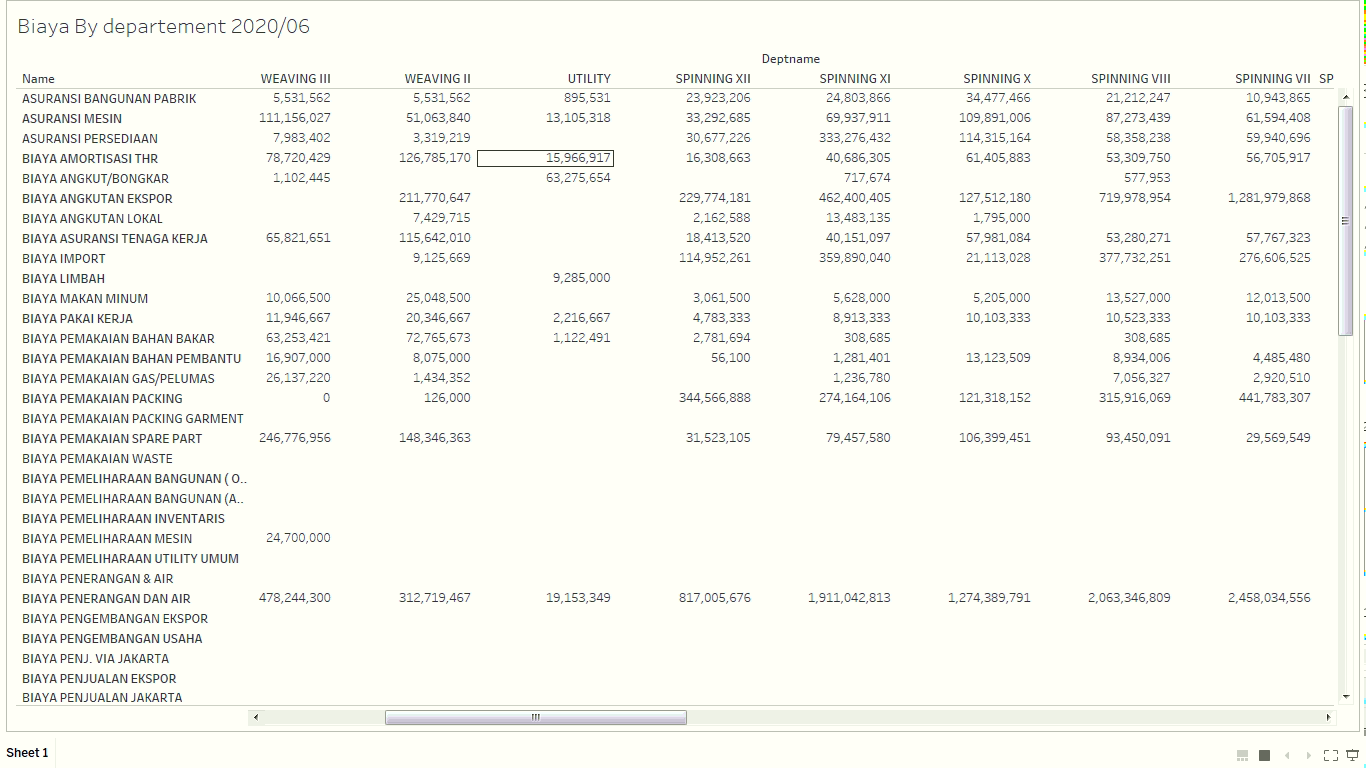 Biaya By departement 2020/06
Deptname
Name WEAVING III WEAVING II UTILITY SPINNING XII SPINNING XI SPINNING X SPINNING VIII SPINNING VII SP
ASURANSI BANGUNAN PABRIK 5,531,562 5,531,562 895,531 23,923,206 24,803,866 34,477,466 21,212,247 10,943,865
ASURANSI MESIN 111,156,027 51,063,840 13,105,318 33,292,685 69,937,911 109,891,006 87,273,439 61,594,408
ASURANSI PERSEDIAAN 7,983,402 3,319,219 30,677,226 333,276,432 114,315,164 58,358,238 59,940,696
BIAYA AMORTISASI THR 78,720,429 126,785,170 15,966,917 16,308,663 40,686,305 61,405,883 53,309,750 56,705,917
BIAYA ANGKUT/BONGKAR 1,102,445 63,275,654 717,674 577,953
BIAYA ANGKUTAN EKSPOR 211,770,647 229,774,181 462,400,405 127,512,180 719,978,954 1,281,979,868
BIAYA ANGKUTAN LOKAL 7,429,715 2,162,588 13,483,135 1,795,000
BIAYA ASURANSI TENAGA KERJA 65,821,651 115,642,010 18,413,520 40,151,097 57,981,084 53,280,271 57,767,323
BIAYA IMPORT 9,125,669 114,952,261 359,890,040 21,113,028 377,732,251 276,606,525
BIAYA LIMBAH 9,285,000
BIAYA MAKAN MINUM 10,066,500 25,048,500 3,061,500 5,628,000 5,205,000 13,527,000 12,013,500
BIAYA PAKAI KERJA 11,946,667 20,346,667 2,216,667 4,783,333 8,913,333 10,103,333 10,523,333 10,103,333
BIAYA PEMAKAIAN BAHAN BAKAR 63,253,421 72,765,673 1,122,491 2,781,694 308,685 308,685
BIAYA PEMAKAIAN BAHAN PEMBANTU 16,907,000 8,075,000 56,100 1,281,401 13,123,509 8,934,006 4,485,480
BIAYA PEMAKAIAN GAS/PELUMAS 26,137,220 1,434,352 1,236,780 7,056,327 2,920,510
BIAYA PEMAKAIAN PACKING 0 126,000 344,566,888 274,164,106 121,318,152 315,916,069 441,783,307
BIAYA PEMAKAIAN PACKING GARMENT
BIAYA PEMAKAIAN SPARE PART 246,776,956 148,346,363 31,523,105 79,457,580 106,399,451 93,450,091 29,569,549
BIAYA PEMAKAIAN WASTE
BIAYA PEMELIHARAAN BANGUNAN ( O..
BIAYA PEMELIHARAAN BANGUNAN (A..
BIAYA PEMELIHARAAN INVENTARIS
BIAYA PEMELIHARAAN MESIN 24,700,000
BIAYA PEMELIHARAAN UTILITY UMUM
BIAYA PENERANGAN & AIR
BIAYA PENERANGAN DAN AIR 478,244,300 312,719,467 19,153,349 817,005,676 1,911,042,813 1,274,389,791 2,063,346,809 2,458,034,556
BIAYA PENGEMBANGAN EKSPOR
BIAYA PENGEMBANGAN USAHA
BIAYA PENJ. VIA JAKARTA
BIAYA PENJUALAN EKSPOR
BIAYA PENJUALAN JAKARTA
Sheet 1